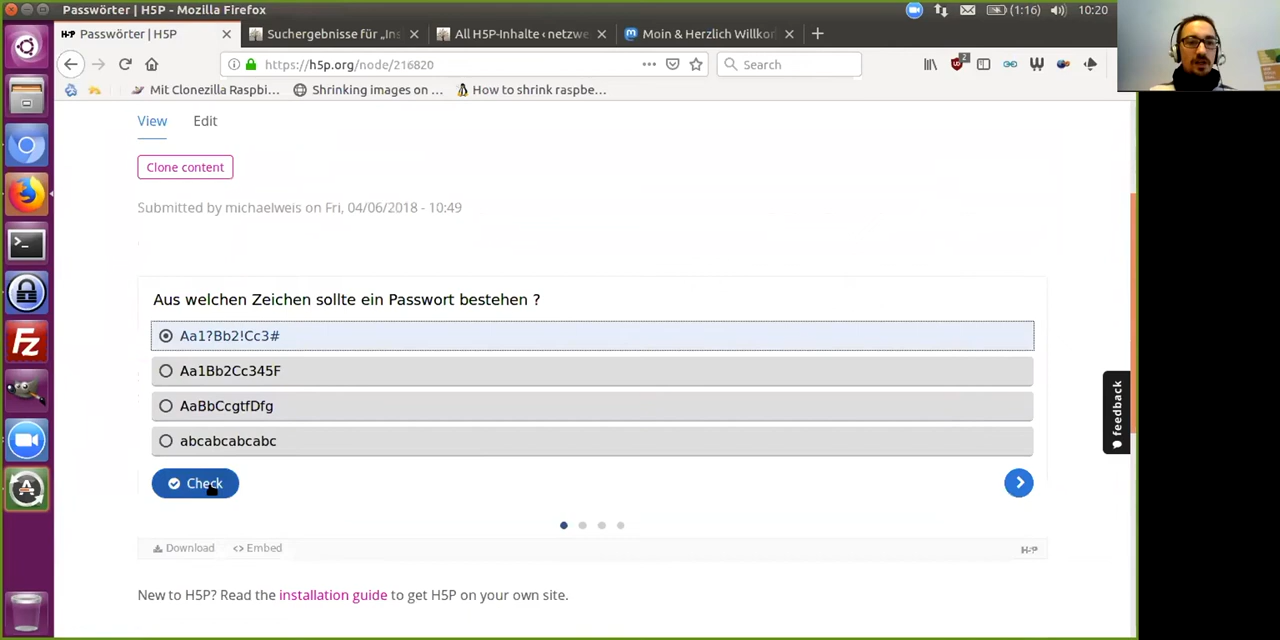 Passwörter | H5P - Mozilla Firefox
(1:16) 10:20
H-P Passwörter | H5P
Suchergebnisse für „Ins
All H5P-Inhalte ‹ netzwe
Moin & Herzlich Willkor
https://h5p.org/node/216820
Search
2
Mit Clonezilla Raspbi…
Shrinking images on …
How to shrink raspbe…
View Edit
Clone content
Submitted by michaelweis on Fri, 04/06/2018 - 10:49
Aus welchen Zeichen sollte ein Passwort bestehen ?
Aa1?Bb2!Cc3#
Aa1Bb2Cc345F
AaBbCcgtfDfg
abcabcabcabc
Check
feedback
Download <> Embed
H-P
New to H5P? Read the installation guide to get H5P on your own site.